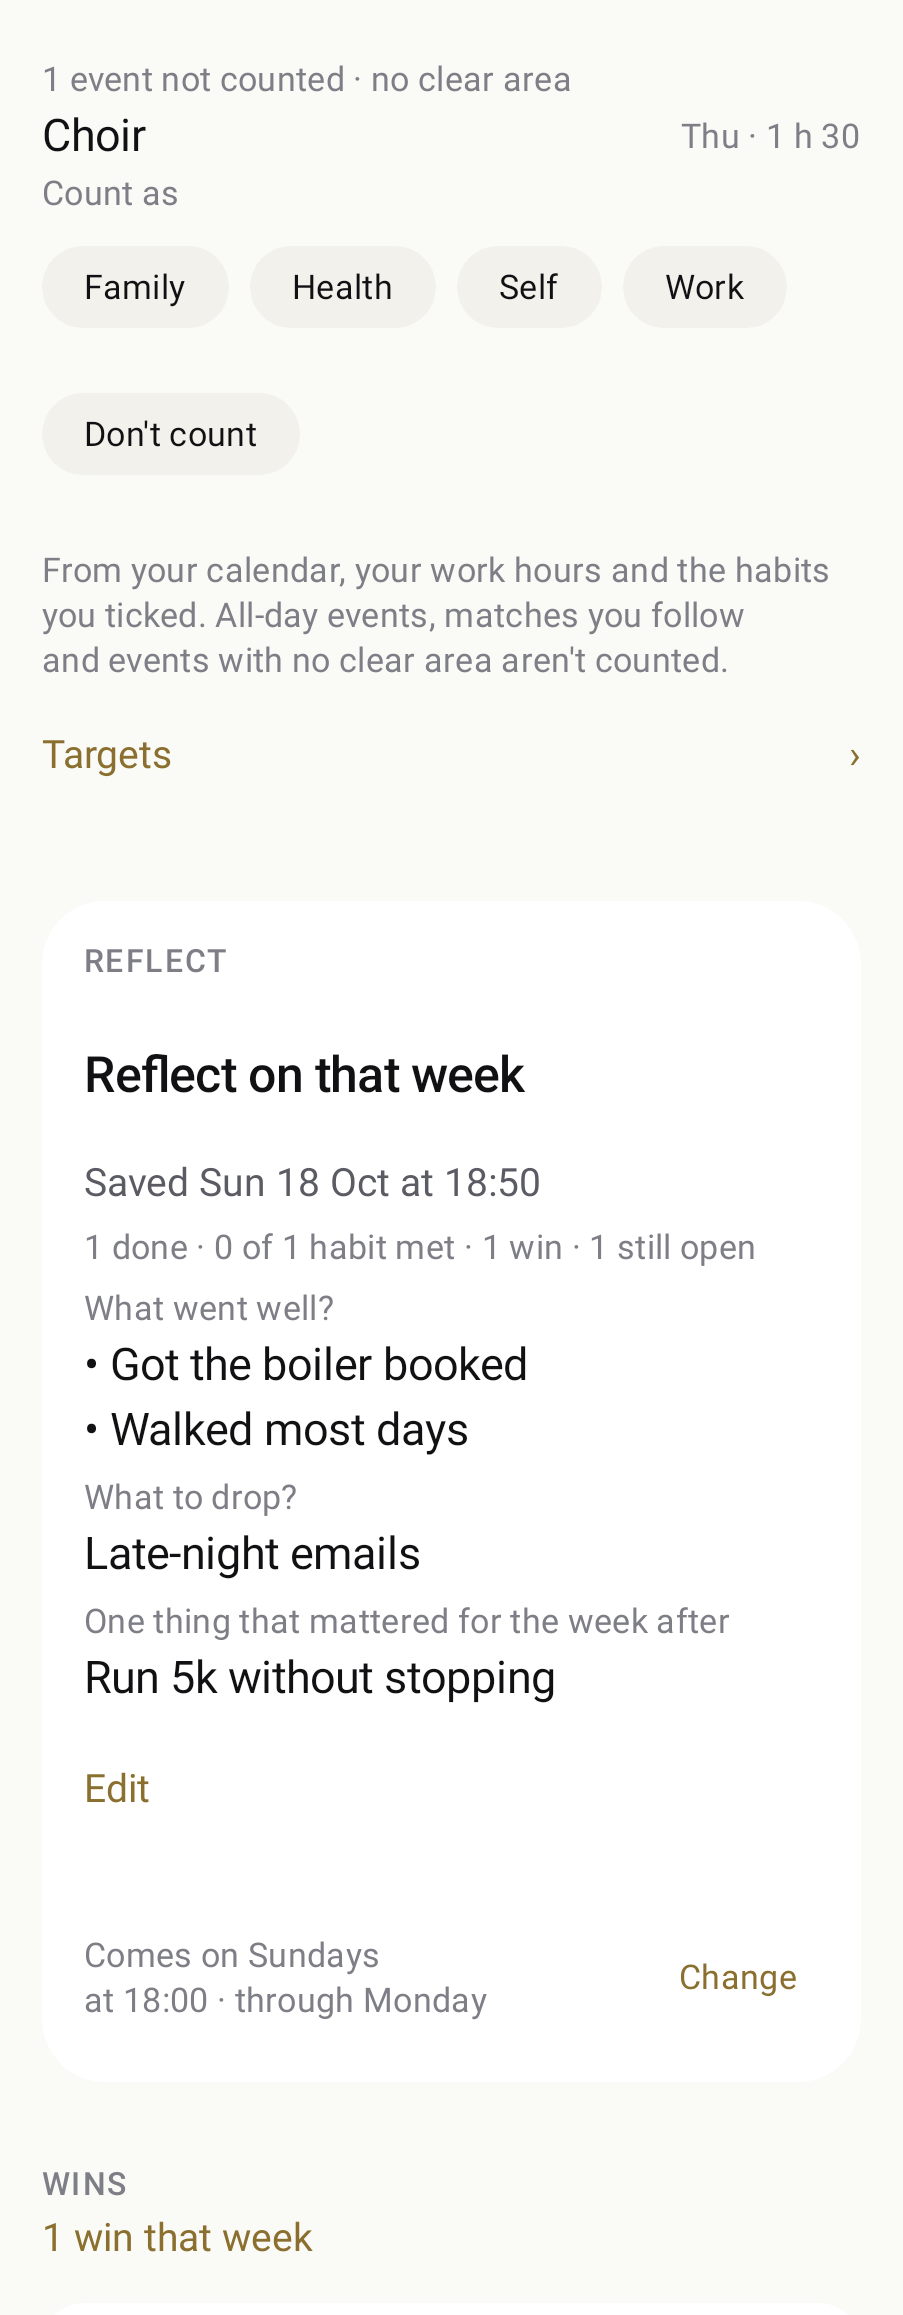 1 event not counted · no clear area
Choir
Thu · 1 h 30
Count as
Family
Health
Self
Work
Don't count
From your calendar, your work hours and the habits
you ticked. All-day events, matches you follow
and events with no clear area aren't counted.
Targets ›
REFLECT
Reflect on that week
Saved Sun 18 Oct at 18:50
1 done · 0 of 1 habit met · 1 win · 1 still open
What went well?
• Got the boiler booked
• Walked most days
What to drop?
Late-night emails
One thing that mattered for the week after
Run 5k without stopping
Edit
Comes on Sundays
at 18:00 · through Monday
Change
WINS
1 win that week